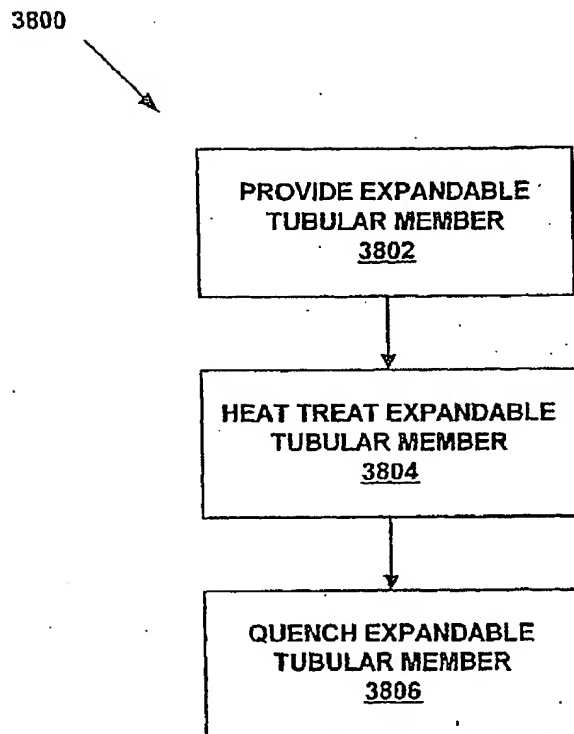 3800
PROVIDE EXPANDABLE
TUBULAR MEMBER
3802
HEAT TREAT EXPANDABLE
TUBULAR MEMBER
3804
QUENCH EXPANDABLE
TUBULAR MEMBER
3806